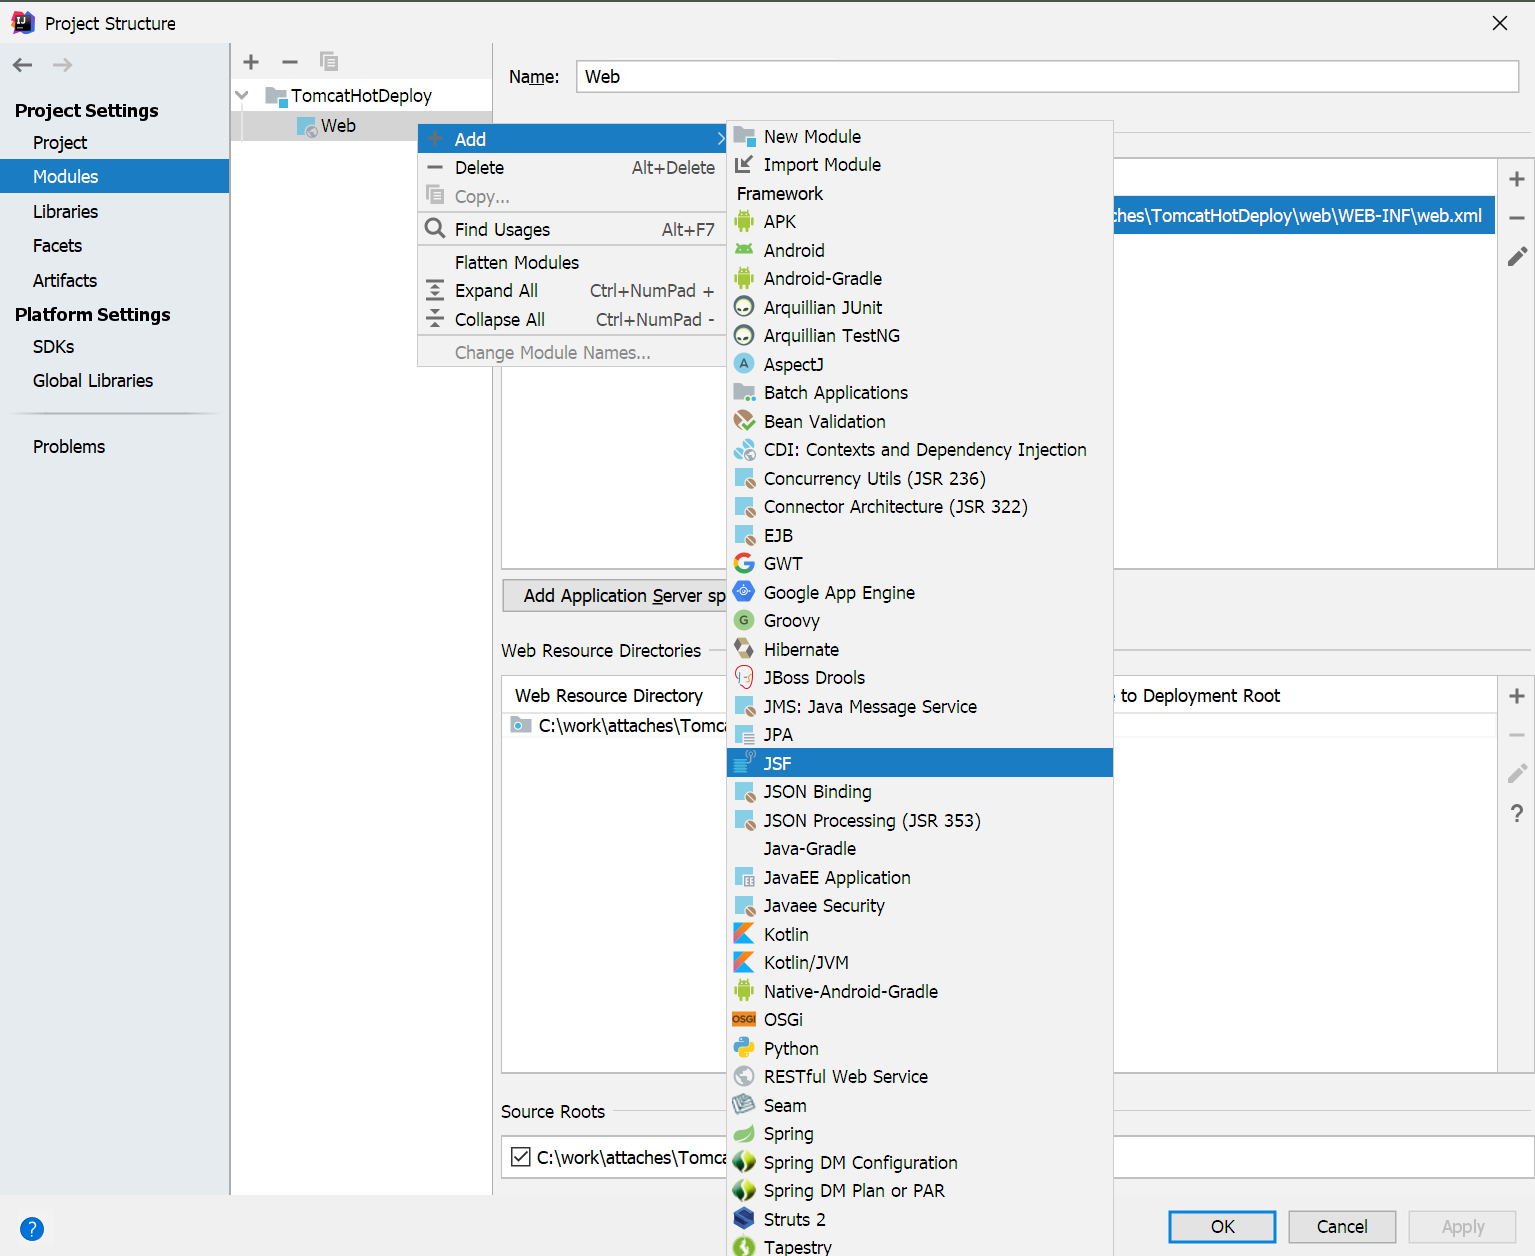 Project Structure
Project Settings
Project
Modules
Libraries
Facets
Artifacts
Platform Settings
SDKs
Global Libraries
Problems
TomcatHotDeploy
Web
Name:
Web
Add
Delete Alt+Delete
Copy...
Find Usages Alt+F7
Flatten Modules
Expand All Ctrl+NumPad +
Collapse All Ctrl+NumPad -
Change Module Names...
New Module
Import Module
Framework
APK
Android
Android-Gradle
Arquillian JUnit
Arquillian TestNG
AspectJ
Batch Applications
Bean Validation
CDI: Contexts and Dependency Injection
Concurrency Utils (JSR 236)
Connector Architecture (JSR 322)
EJB
GWT
Google App Engine
Groovy
Hibernate
JBoss Drools
JMS: Java Message Service
JPA
JSF
JSON Binding
JSON Processing (JSR 353)
Java-Gradle
JavaEE Application
Javaee Security
Kotlin
Kotlin/JVM
Native-Android-Gradle
OSGi
Python
RESTful Web Service
Seam
Spring
Spring DM Configuration
Spring DM Plan or PAR
Struts 2
Tapestry
ches\TomcatHotDeploy\web\WEB-INF\web.xml
Add Application Server sp
Web Resource Directories
Web Resource Directory
to Deployment Root
C:\work\attaches\Tomca
Source Roots
C:\work\attaches\Tomca
OK
Cancel
Apply